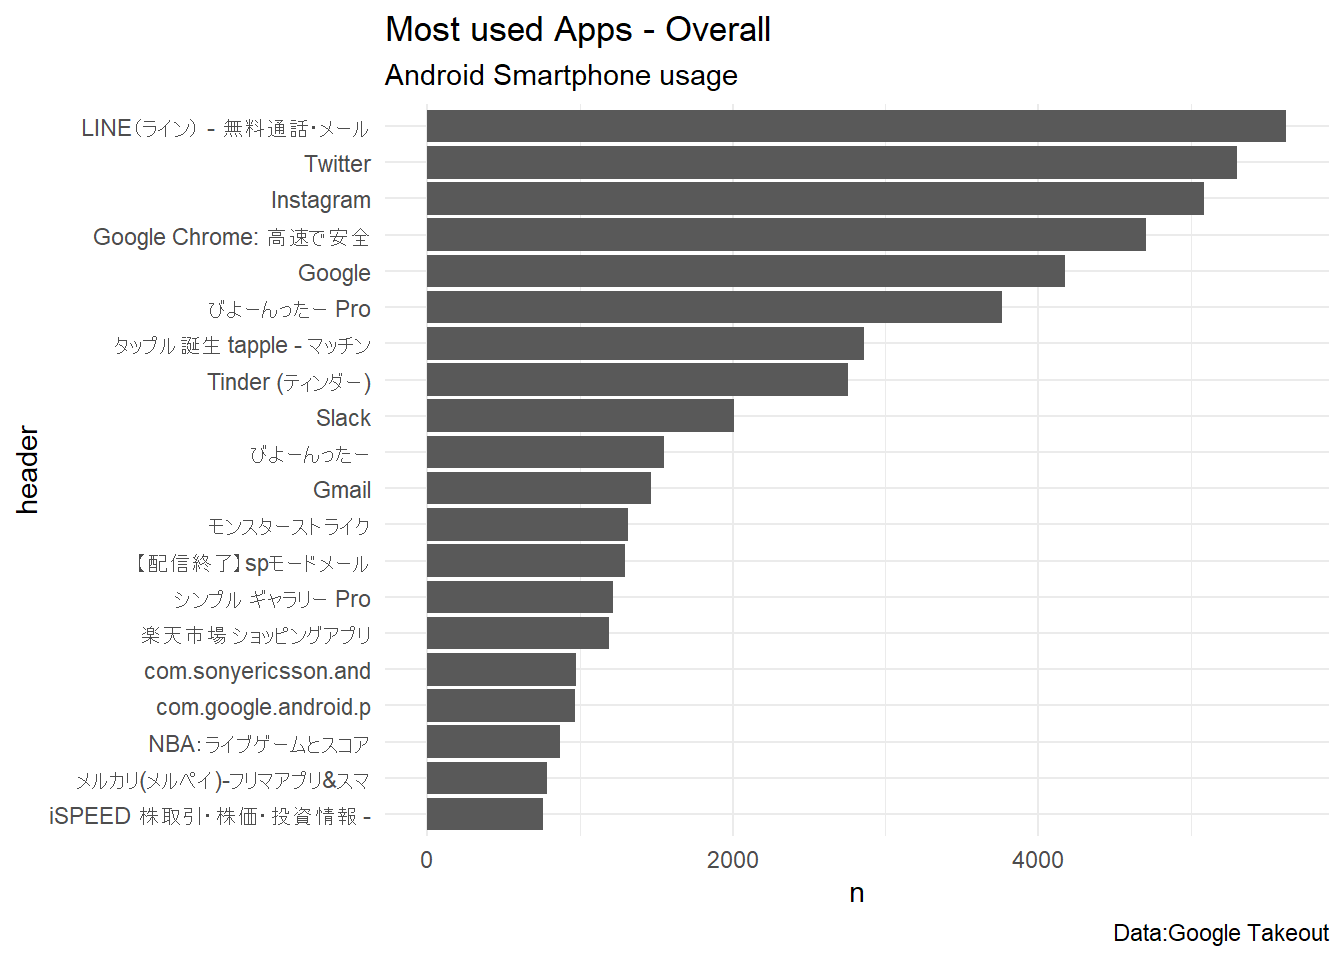 Most used Apps - Overall
Android Smartphone usage
LINE（ライン） - 無料通話・メール
Twitter
Instagram
Google Chrome: 高速で安全
Google
びよーんったー Pro
タップル誕生 tapple - マッチン
Tinder (ティンダー)
Slack
びよーんったー
Gmail
モンスターストライク
【配信終了】spモードメール
シンプル ギャラリー Pro
楽天市場 ショッピングアプリ
com.sonyericsson.and
com.google.android.p
NBA：ライブゲームとスコア
メルカリ(メルペイ)-フリマアプリ&スマ
iSPEED 株取引・株価・投資情報 -
header
0 2000 4000
n
Data:Google Takeout